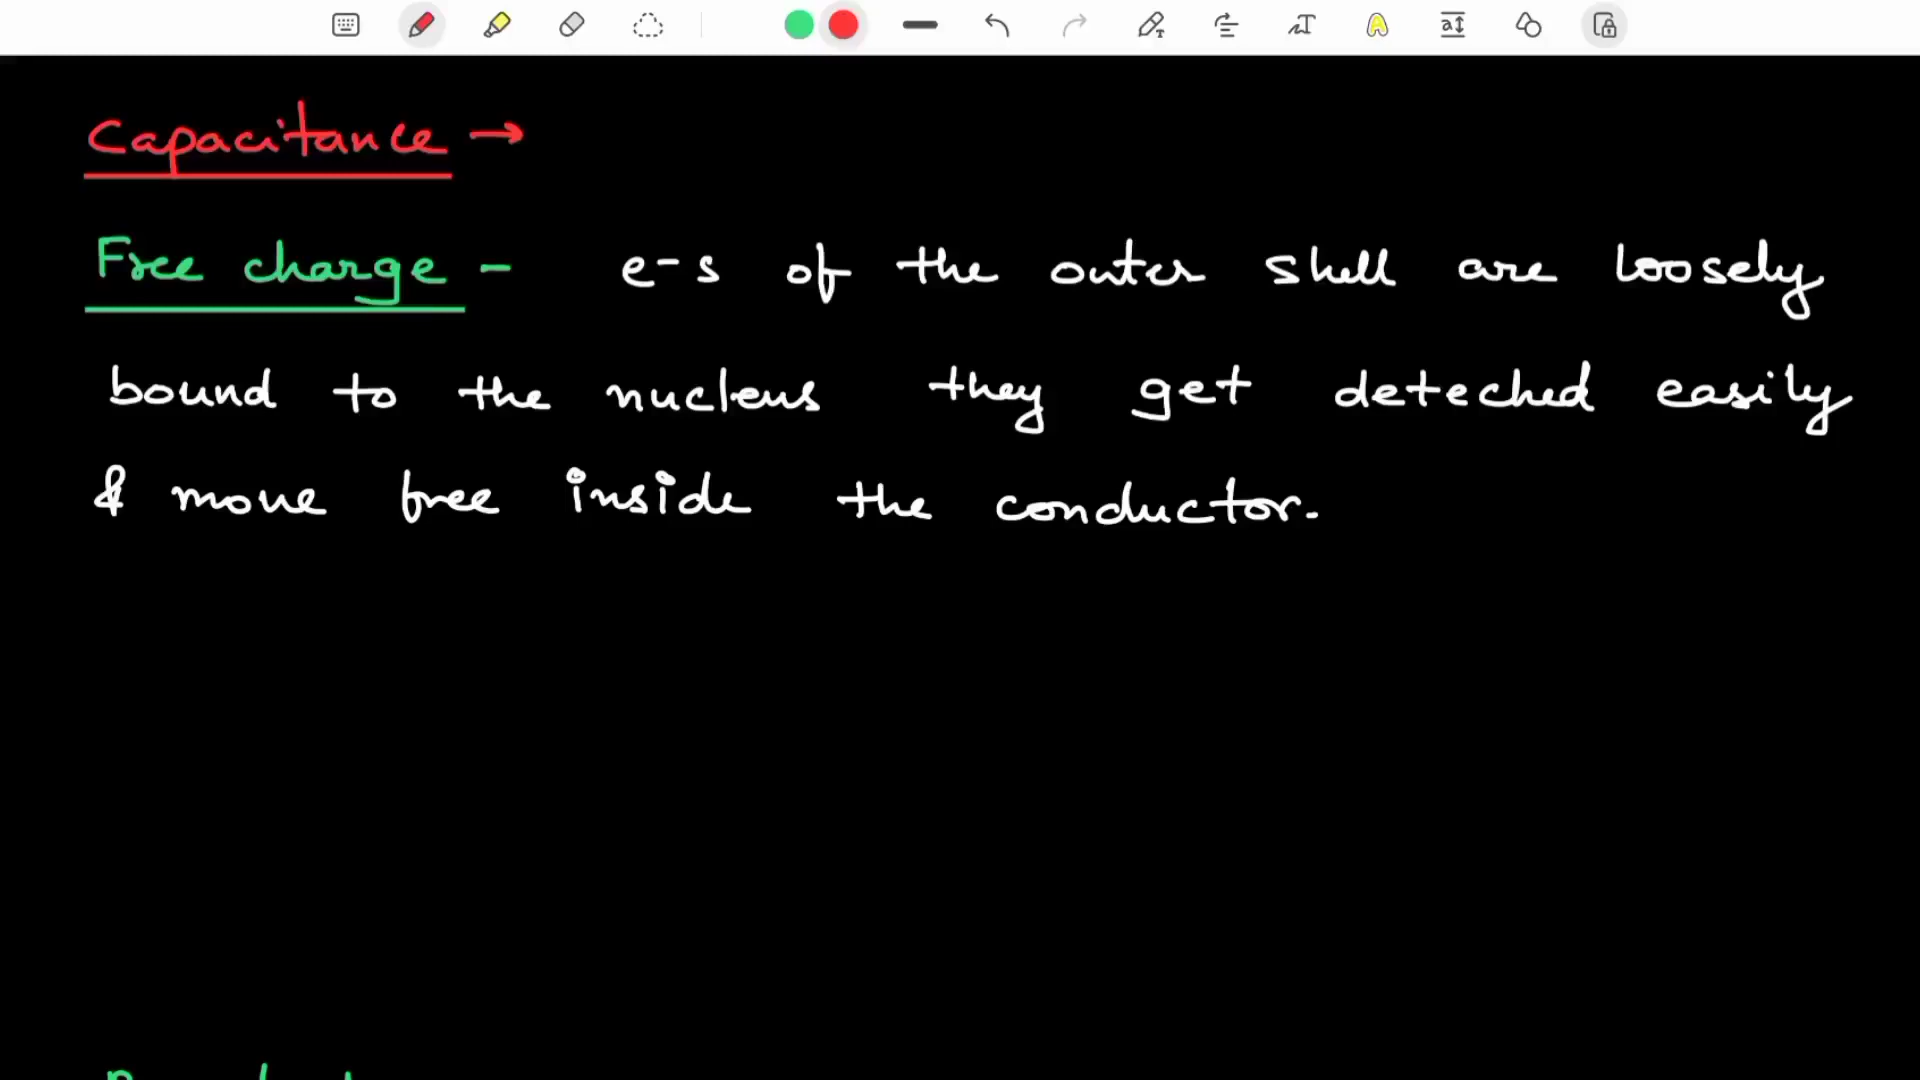 Capacitance →
Free charge - e-s of the outer shell are loosely
bound to the nucleus they get deteched easily
& move free inside the conductor.